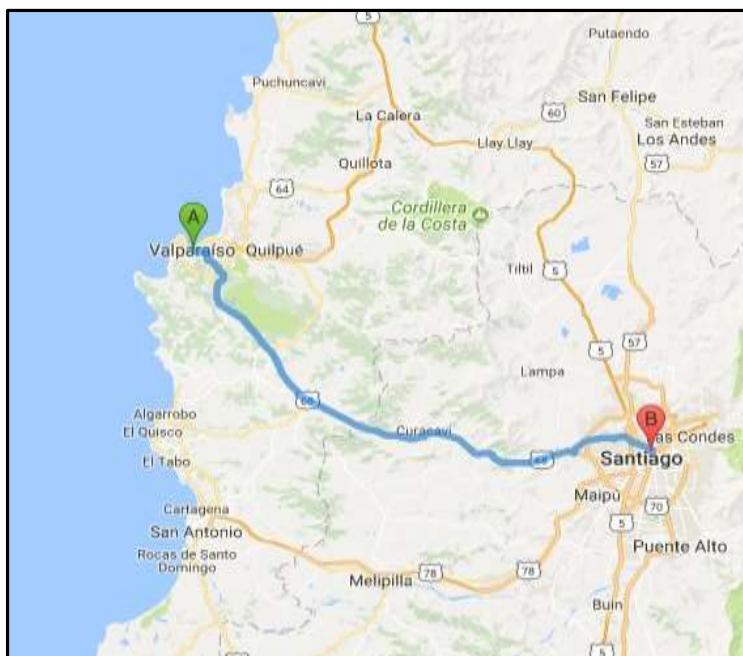 5
Putaendo
Puchuncavi
San Felipe
La Calera
60
San Esteban
Llay Llay
Los Andes
57
Quillota
64
Cordillera
de la Costa
A
Valparaíso
Quilpué
Tiltil
5
57
5
Lampa
68
Algarrobo
El Quisco
Curacaví
B
Las Condes
El Tabo
68
Santiago
Maipú
Cartagena
70
San Antonio
5
Rocas de Santo
Domingo
Puente Alto
Melipilla
78
78
Buin
5